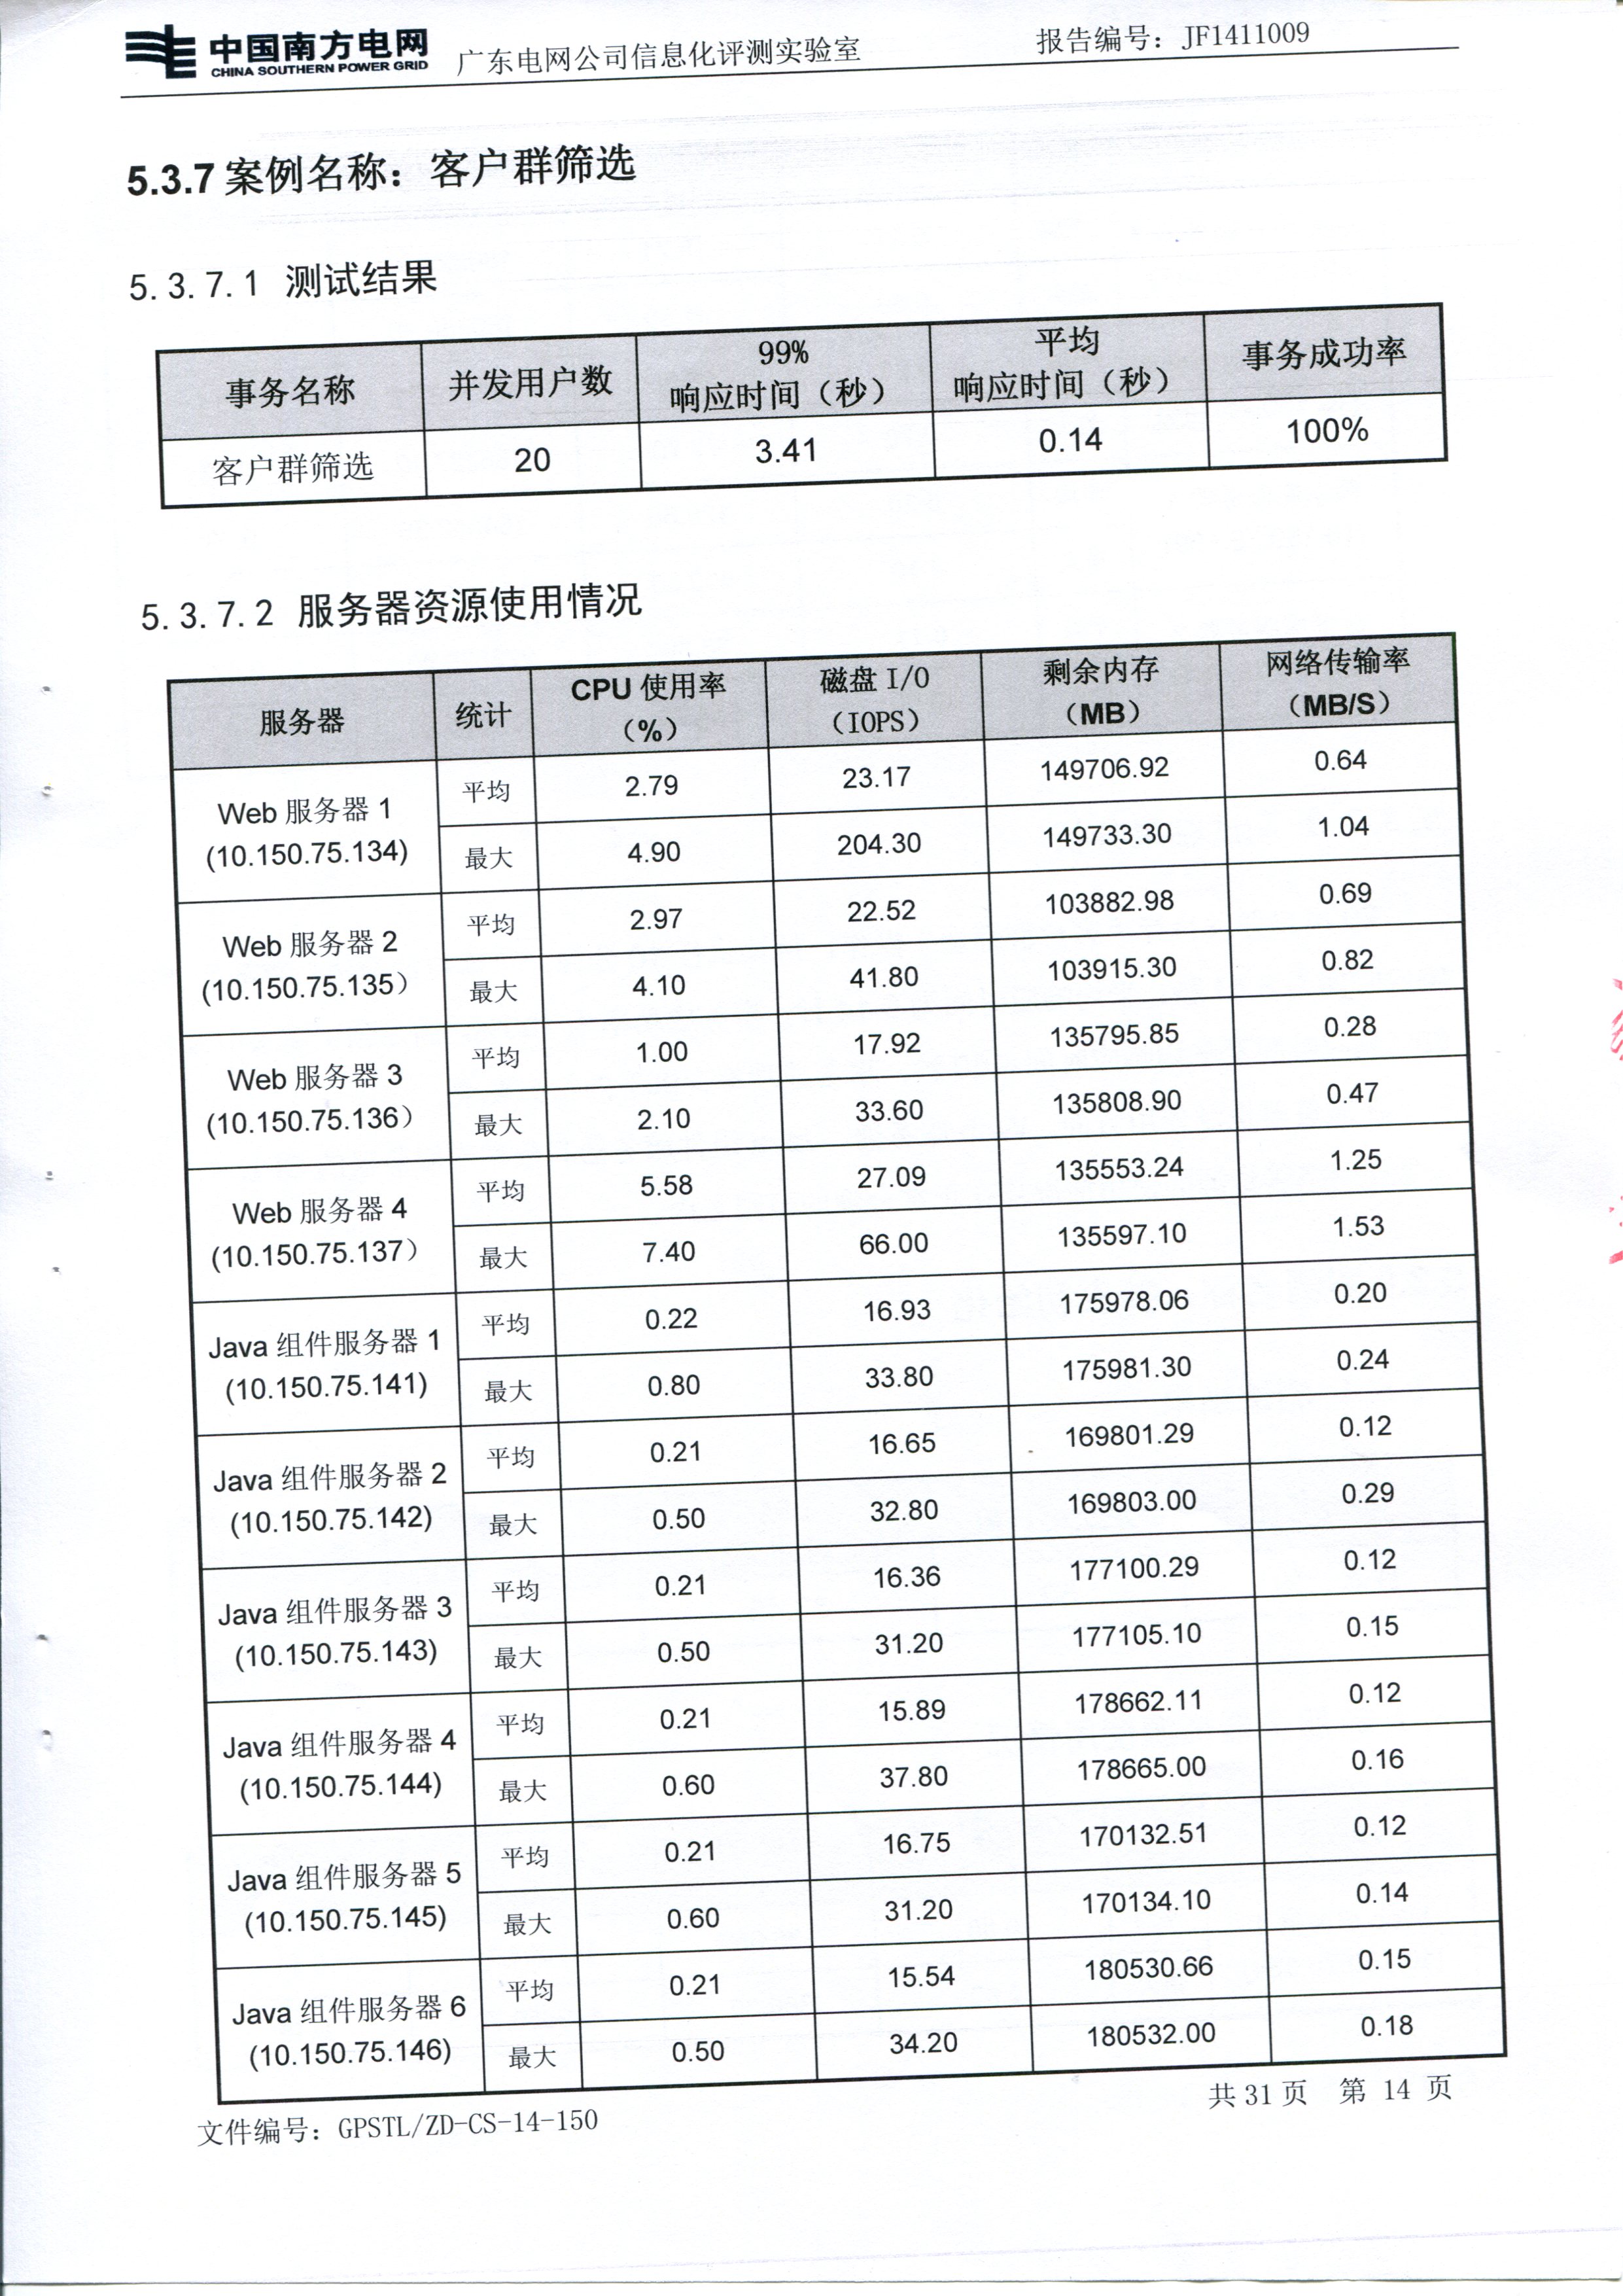 中国南方电网
CHINA SOUTHERN POWER GRID
广东电网公司信息化评测实验室
报告编号：JF1411009
5.3.7 案例名称：客户群筛选
5.3.7.1 测试结果
事务名称 并发用户数 99% 响应时间（秒） 平均 响应时间（秒） 事务成功率
客户群筛选 20 3.41 0.14 100%
5.3.7.2 服务器资源使用情况
服务器 统计 CPU 使用率（%） 磁盘 I/O（IOPS） 剩余内存（MB） 网络传输率（MB/S）
Web 服务器 1 (10.150.75.134) 平均 2.79 23.17 149706.92 0.64
最大 4.90 204.30 149733.30 1.04
Web 服务器 2 (10.150.75.135） 平均 2.97 22.52 103882.98 0.69
最大 4.10 41.80 103915.30 0.82
Web 服务器 3 (10.150.75.136） 平均 1.00 17.92 135795.85 0.28
最大 2.10 33.60 135808.90 0.47
Web 服务器 4 (10.150.75.137） 平均 5.58 27.09 135553.24 1.25
最大 7.40 66.00 135597.10 1.53
Java 组件服务器 1 (10.150.75.141) 平均 0.22 16.93 175978.06 0.20
最大 0.80 33.80 175981.30 0.24
Java 组件服务器 2 (10.150.75.142) 平均 0.21 16.65 169801.29 0.12
最大 0.50 32.80 169803.00 0.29
Java 组件服务器 3 (10.150.75.143) 平均 0.21 16.36 177100.29 0.12
最大 0.50 31.20 177105.10 0.15
Java 组件服务器 4 (10.150.75.144) 平均 0.21 15.89 178662.11 0.12
最大 0.60 37.80 178665.00 0.16
Java 组件服务器 5 (10.150.75.145) 平均 0.21 16.75 170132.51 0.12
最大 0.60 31.20 170134.10 0.14
Java 组件服务器 6 (10.150.75.146) 平均 0.21 15.54 180530.66 0.15
最大 0.50 34.20 180532.00 0.18
共 31 页 第 14 页
文件编号：GPSTL/ZD-CS-14-150